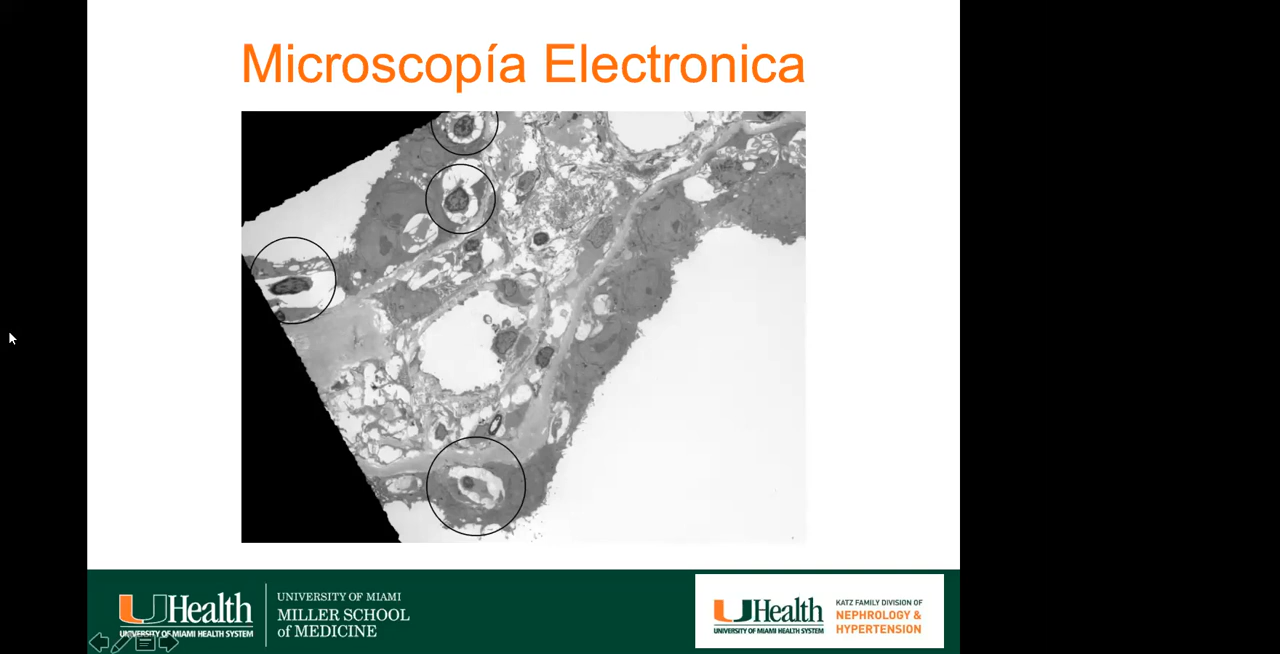 Microscopía Electronica
UHealth
UNIVERSITY OF MIAMI HEALTH SYSTEM
UNIVERSITY OF MIAMI
MILLER SCHOOL
of MEDICINE
UHealth
UNIVERSITY OF MIAMI HEALTH SYSTEM
KATZ FAMILY DIVISION OF
NEPHROLOGY &
HYPERTENSION